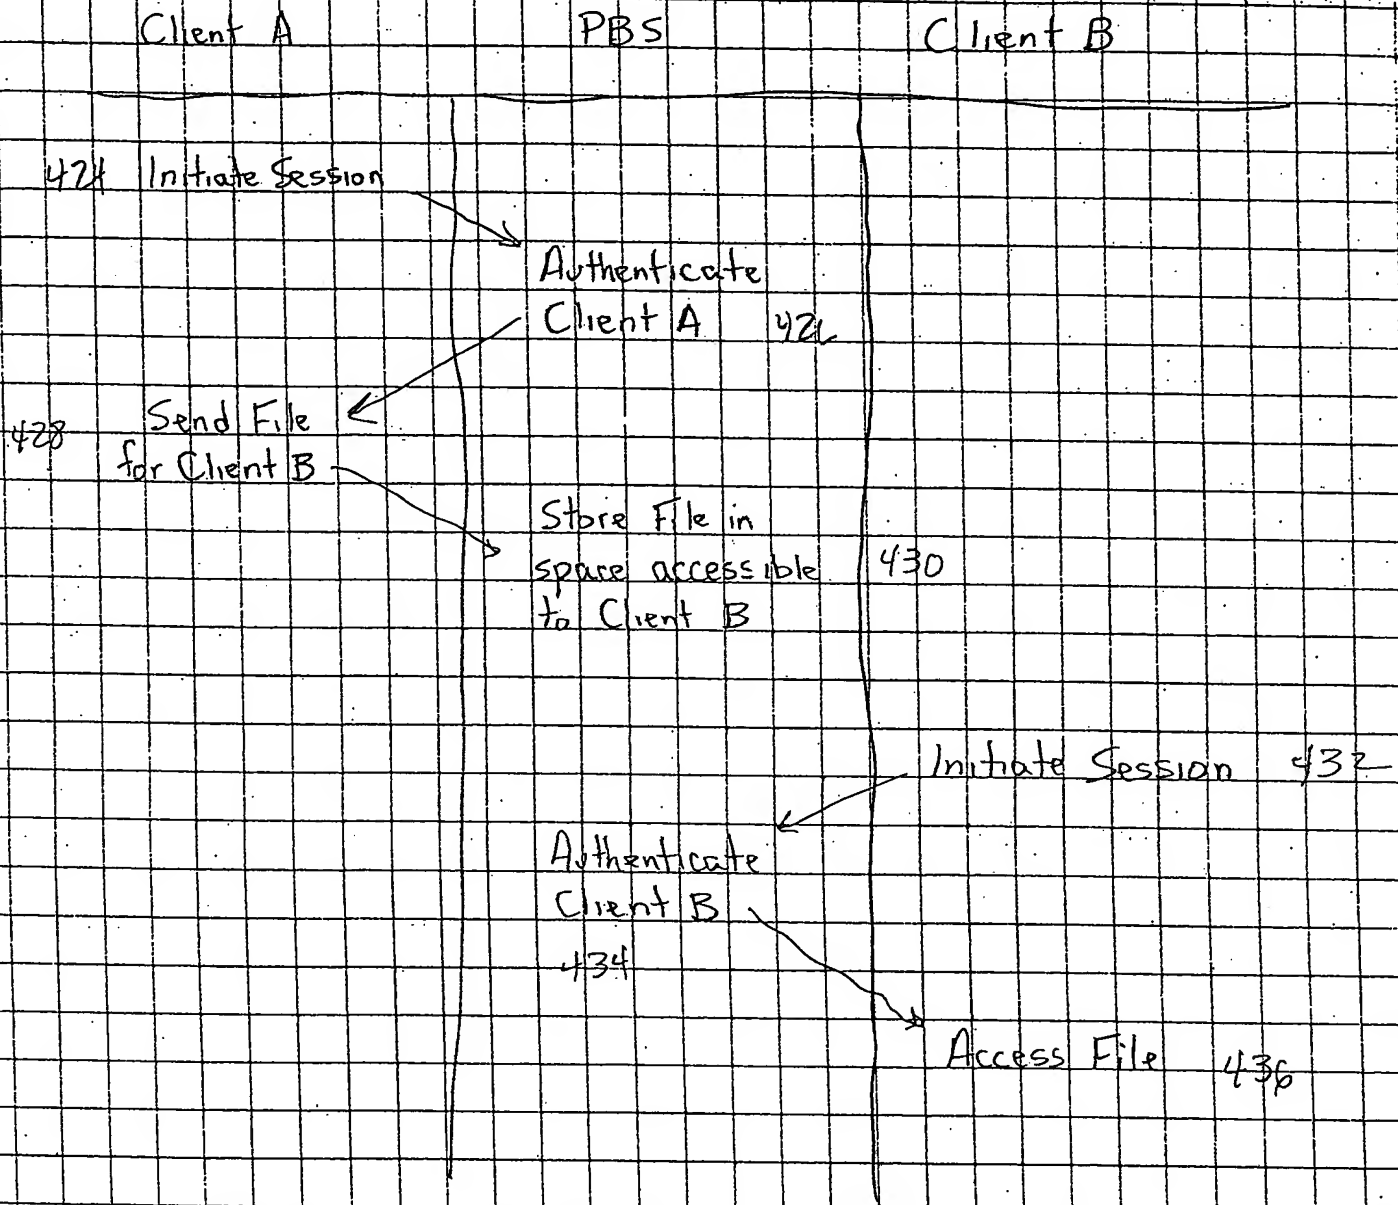 Client A PBS Client B
424 Initiate Session
Authenticate
Client A 426
Send File
428
for Client B
Store File in
space accessible 430
to Client B
Initiate Session 432
Authenticate
Client B
434
Access File 436